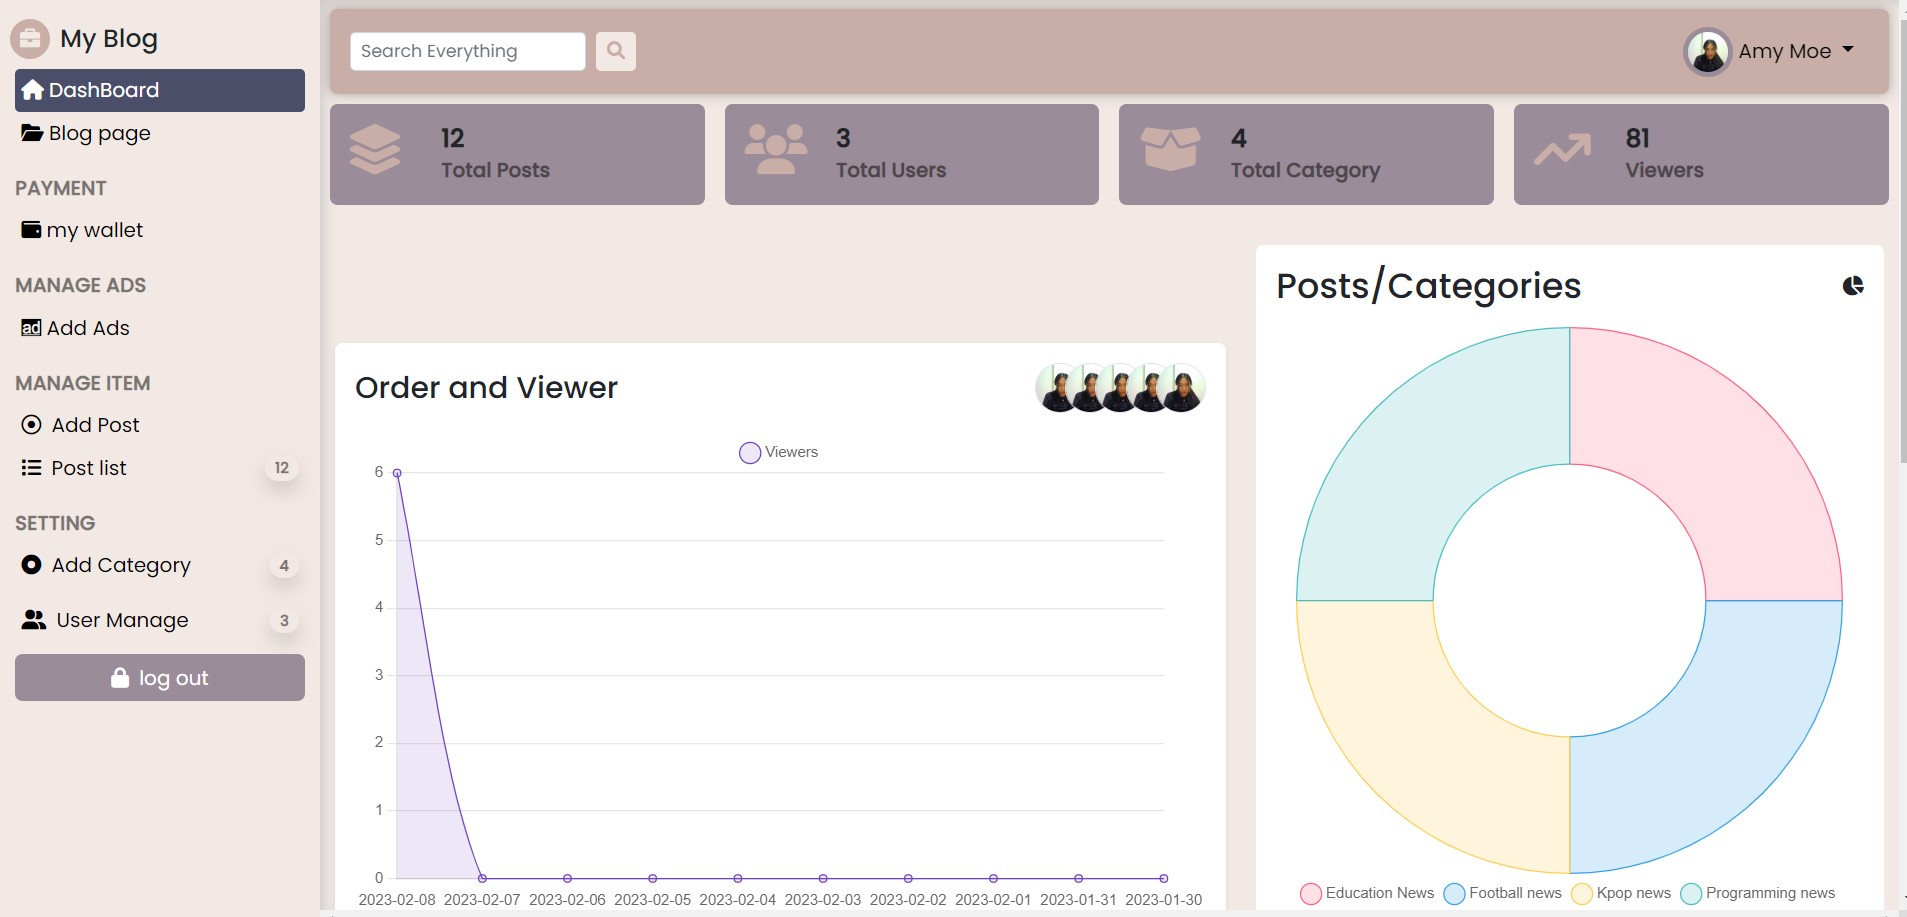 My Blog
DashBoard
Blog page
PAYMENT
my wallet
MANAGE ADS
ad Add Ads
MANAGE ITEM
Add Post
Post list 12
SETTING
Add Category 4
User Manage 3
log out
Search Everything
Amy Moe
12
Total Posts
3
Total Users
4
Total Category
81
Viewers
Order and Viewer
Viewers
6
5
4
3
2
1
0
2023-02-08 2023-02-07 2023-02-06 2023-02-05 2023-02-04 2023-02-03 2023-02-02 2023-02-01 2023-01-31 2023-01-30
Posts/Categories
Education News Football news Kpop news Programming news